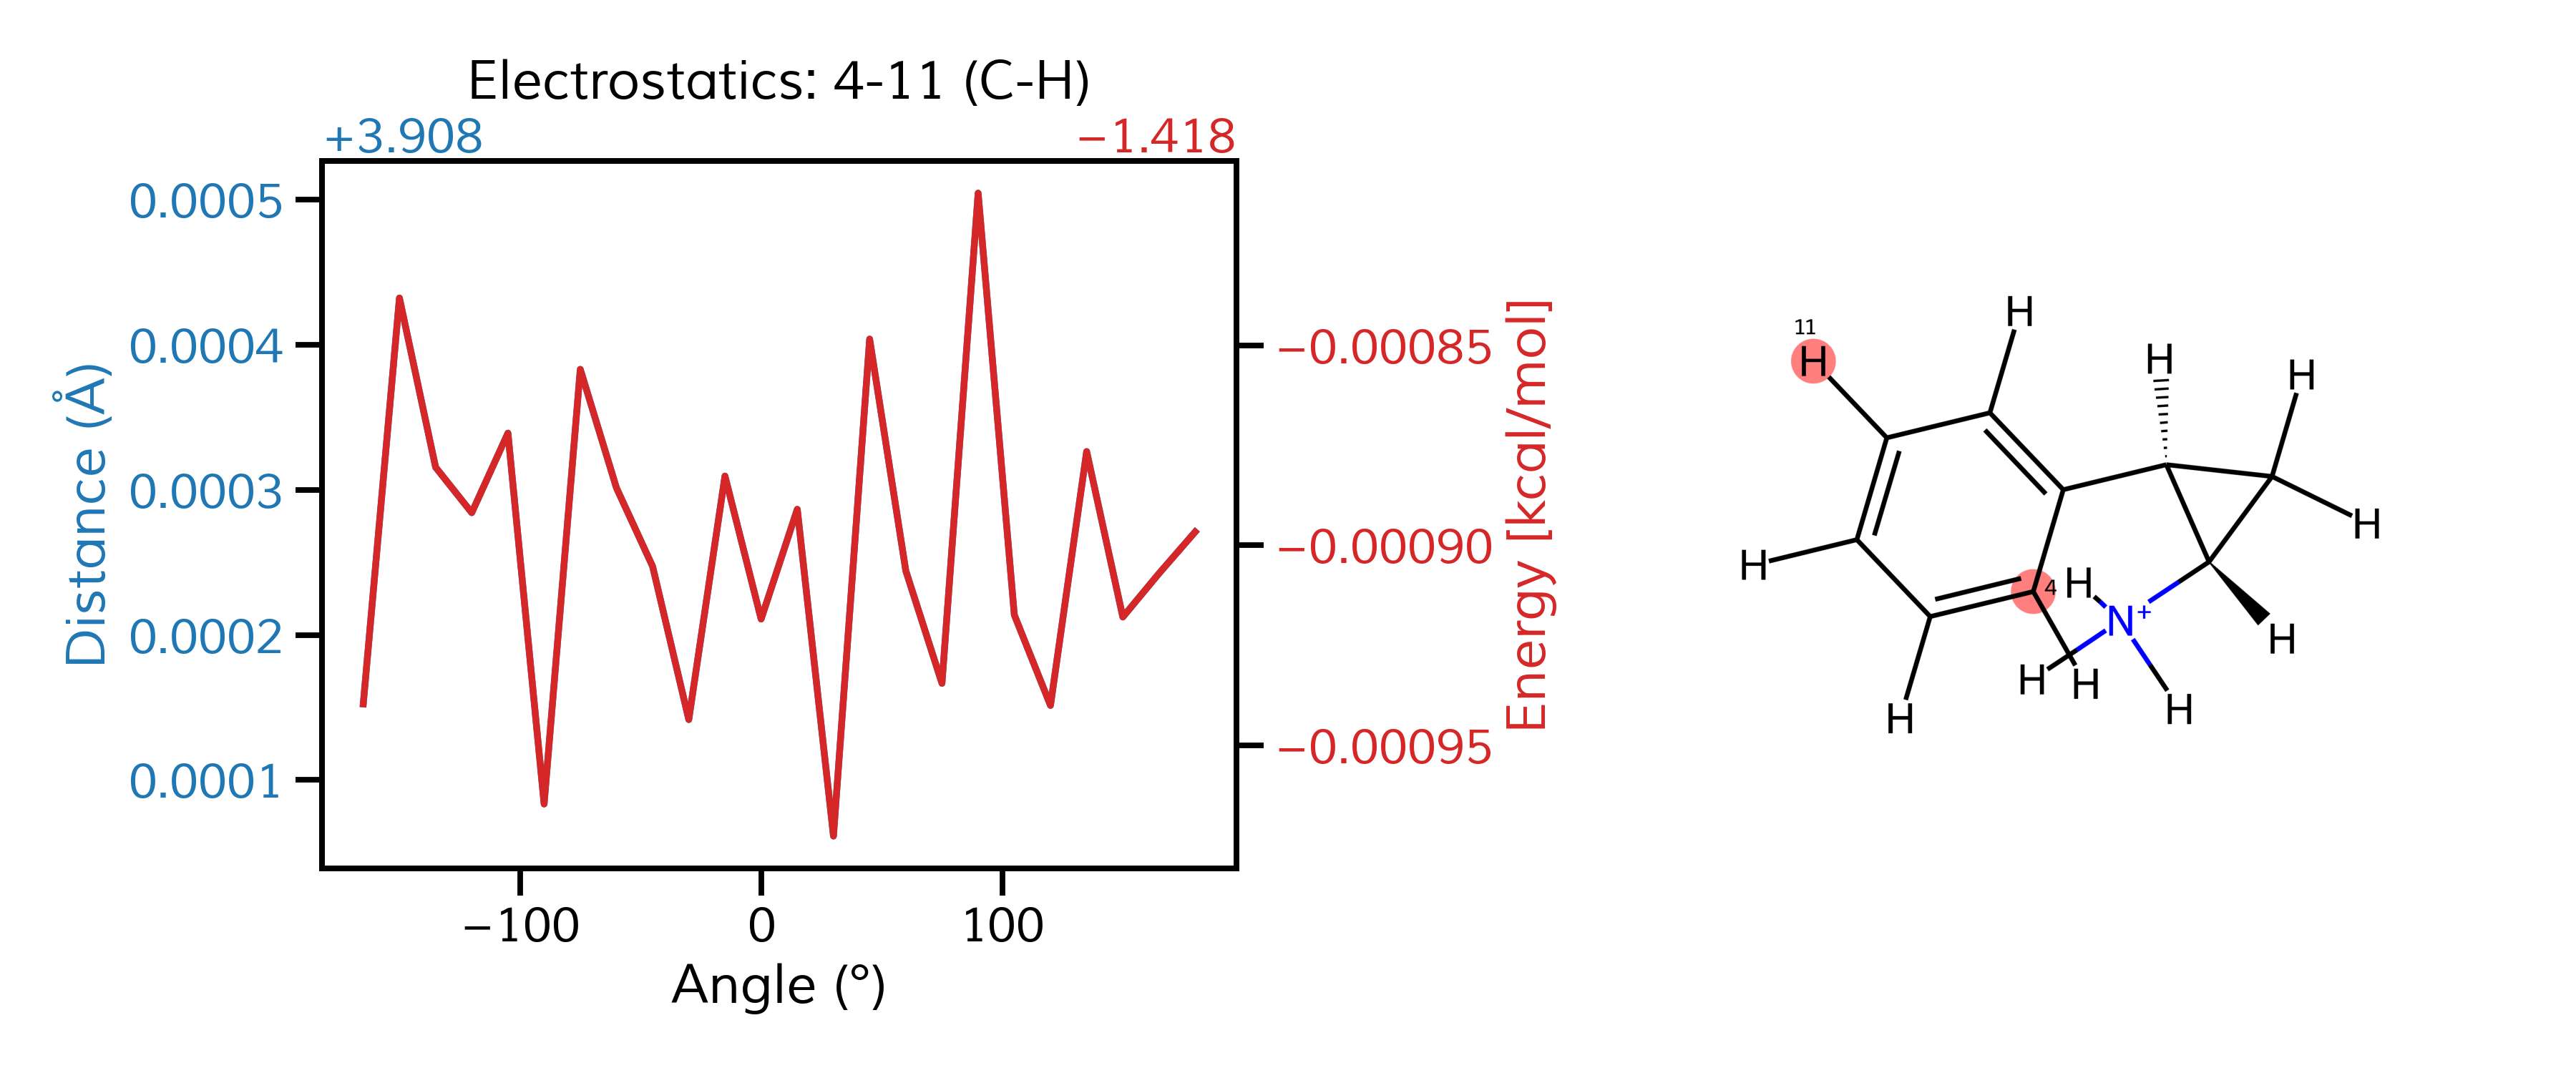 Electrostatics: 4-11 (C-H)
+3.908
−1.418
Distance (Å)
0.0005
0.0004
0.0003
0.0002
0.0001
−0.00085
−0.00090
−0.00095
Energy [kcal/mol]
−100 0 100
Angle (°)
H
11
H
H
H
H
H
4 H
N+
H
H H
H
H